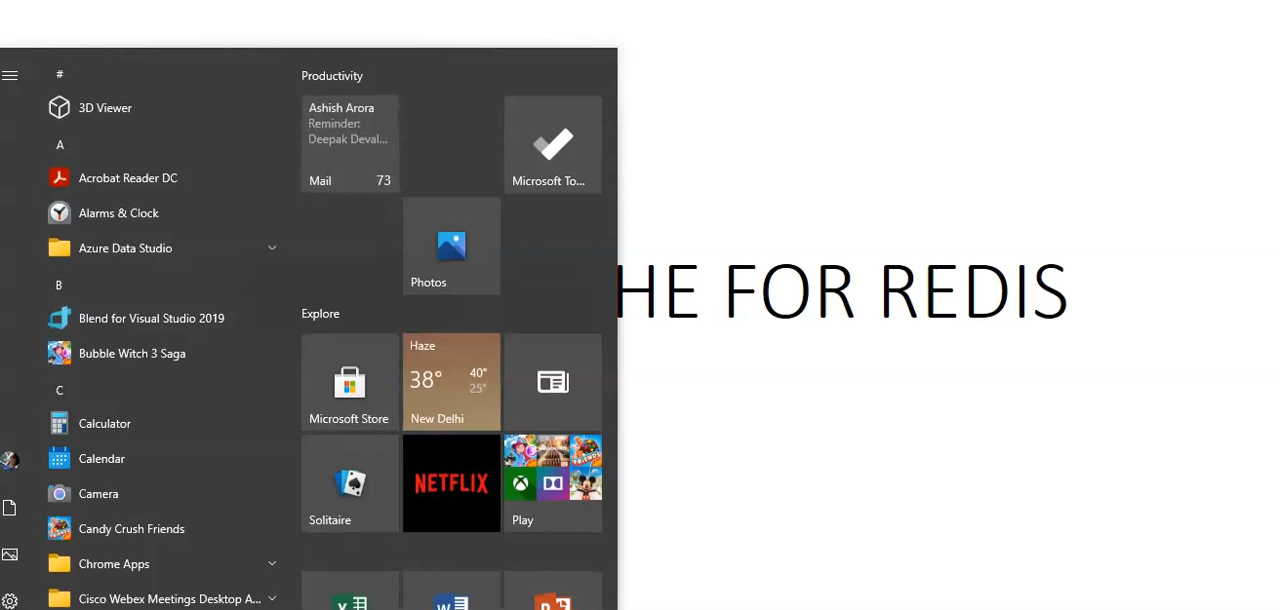 #
3D Viewer
A
Acrobat Reader DC
Alarms & Clock
Azure Data Studio
B
Blend for Visual Studio 2019
Bubble Witch 3 Saga
C
Calculator
Calendar
Camera
Candy Crush Friends
Chrome Apps
Cisco Webex Meetings Desktop A...
Productivity
Ashish Arora
Reminder:
Deepak Deval...
Mail 73
Microsoft To...
Photos
Explore
Microsoft Store
Haze
38° 40°
25°
New Delhi
Solitaire
NETFLIX
Play
HE FOR REDIS